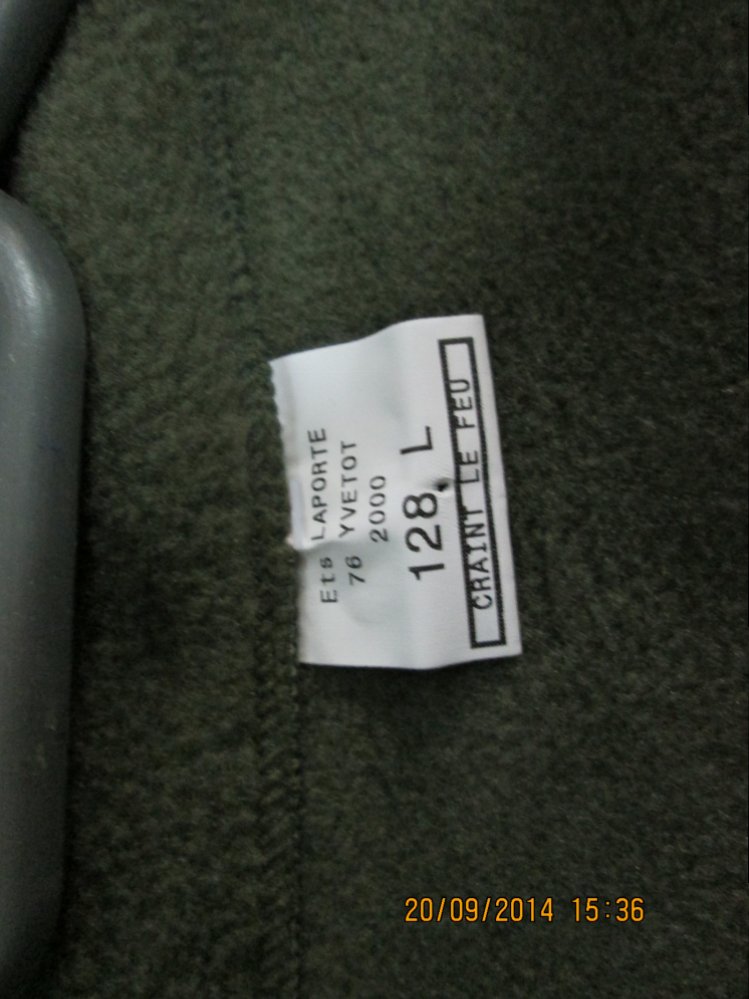 Ets LAPORTE
76 YVETOT
2000
128 L
CRAINT LE FEU
20/09/2014 15:36